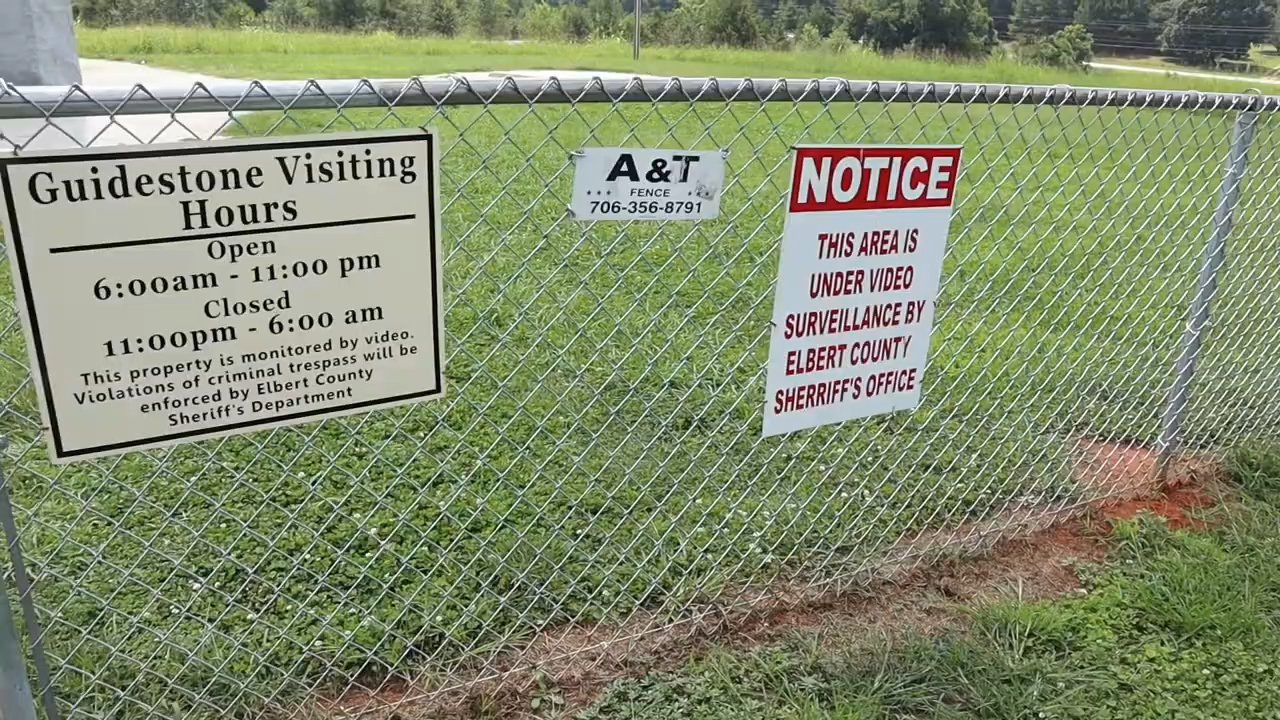 Guidestone Visiting
Hours
Open
6:00am - 11:00 pm
Closed
11:00pm - 6:00 am
This property is monitored by video.
Violations of criminal trespass will be
enforced by Elbert County
Sheriff's Department
A & T
FENCE
706-356-8791
NOTICE
THIS AREA IS
UNDER VIDEO
SURVEILLANCE BY
ELBERT COUNTY
SHERRIFF'S OFFICE